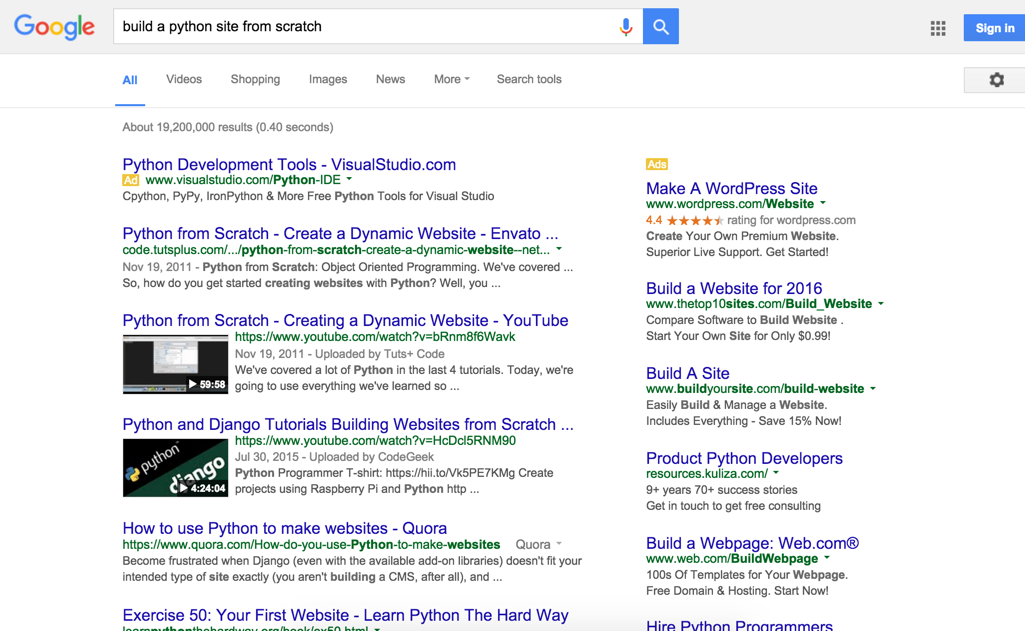 Google
build a python site from scratch
Sign in
All Videos Shopping Images News More Search tools
About 19,200,000 results (0.40 seconds)
Python Development Tools - VisualStudio.com
Ad www.visualstudio.com/Python-IDE
Cpython, PyPy, IronPython & More Free Python Tools for Visual Studio
Python from Scratch - Create a Dynamic Website - Envato ...
code.tutsplus.com/.../python-from-scratch-create-a-dynamic-website--net...
Nov 19, 2011 - Python from Scratch: Object Oriented Programming. We've covered ...
So, how do you get started creating websites with Python? Well, you ...
Python from Scratch - Creating a Dynamic Website - YouTube
https://www.youtube.com/watch?v=bRnm8f6Wavk
Nov 19, 2011 - Uploaded by Tuts+ Code
We've covered a lot of Python in the last 4 tutorials. Today, we're
going to use everything we've learned so ...
59:58
Python and Django Tutorials Building Websites from Scratch ...
https://www.youtube.com/watch?v=HcDcl5RNM90
Jul 30, 2015 - Uploaded by CodeGeek
Python Programmer T-shirt: https://hii.to/Vk5PE7KMg Create
projects using Raspberry Pi and Python http ...
python
django
4:24:04
How to use Python to make websites - Quora
https://www.quora.com/How-do-you-use-Python-to-make-websites Quora
Become frustrated when Django (even with the available add-on libraries) doesn't fit your
intended type of site exactly (you aren't building a CMS, after all), and ...
Exercise 50: Your First Website - Learn Python The Hard Way
learnpythonthehardway.org/book/ex50.html
Ads
Make A WordPress Site
www.wordpress.com/Website
4.4 rating for wordpress.com
Create Your Own Premium Website.
Superior Live Support. Get Started!
Build a Website for 2016
www.thetop10sites.com/Build_Website
Compare Software to Build Website .
Start Your Own Site for Only $0.99!
Build A Site
www.buildyoursite.com/build-website
Easily Build & Manage a Website.
Includes Everything - Save 15% Now!
Product Python Developers
resources.kuliza.com/
9+ years 70+ success stories
Get in touch to get free consulting
Build a Webpage: Web.com®
www.web.com/BuildWebpage
100s Of Templates for Your Webpage.
Free Domain & Hosting. Start Now!
Hire Python Programmers